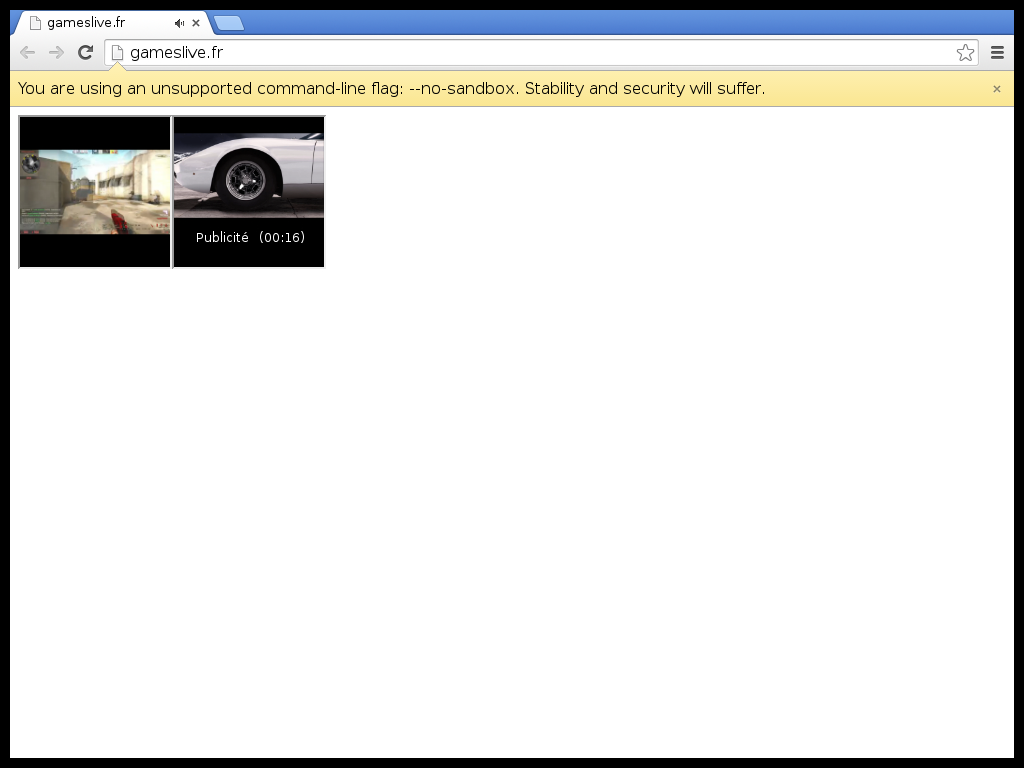 gameslive.fr
gameslive.fr
You are using an unsupported command-line flag: --no-sandbox. Stability and security will suffer.
Publicité (00:16)